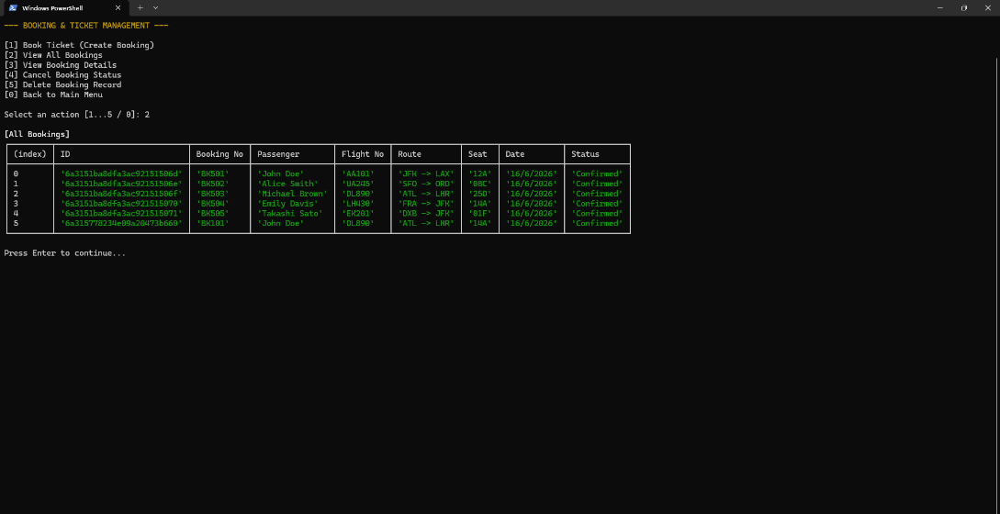 Windows PowerShell
--- BOOKING & TICKET MANAGEMENT ---
[1] Book Ticket (Create Booking)
[2] View All Bookings
[3] View Booking Details
[4] Cancel Booking Status
[5] Delete Booking Record
[0] Back to Main Menu
Select an action [1...5 / 0]: 2
[All Bookings]
(index) ID Booking No Passenger Flight No Route Seat Date Status
0 '6a3151ba8dfa3ac92151506d' 'BK501' 'John Doe' 'AA101' 'JFK -> LAX' '12A' '16/6/2026' 'Confirmed'
1 '6a3151ba8dfa3ac92151506e' 'BK502' 'Alice Smith' 'UA245' 'SFO -> ORD' '08C' '16/6/2026' 'Confirmed'
2 '6a3151ba8dfa3ac92151506f' 'BK503' 'Michael Brown' 'DL890' 'ATL -> LHR' '25D' '16/6/2026' 'Confirmed'
3 '6a3151ba8dfa3ac921515070' 'BK504' 'Emily Davis' 'LH430' 'FRA -> JFK' '14A' '16/6/2026' 'Confirmed'
4 '6a3151ba8dfa3ac921515071' 'BK505' 'Takashi Sato' 'EK201' 'DXB -> JFK' '01F' '16/6/2026' 'Confirmed'
5 '6a315778234e09a20473b660' 'BK101' 'John Doe' 'DL890' 'ATL -> LHR' '14A' '16/6/2026' 'Confirmed'
Press Enter to continue...